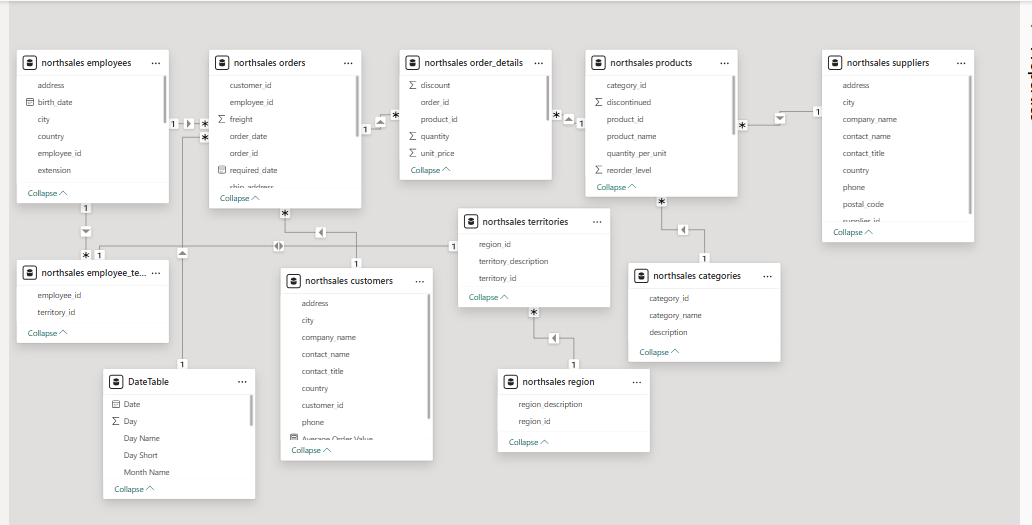 northsales employees
address
birth_date
city
country
employee_id
extension
Collapse
northsales orders
customer_id
employee_id
freight
order_date
order_id
required_date
ship_address
Collapse
northsales order_details
discount
order_id
product_id
quantity
unit_price
Collapse
northsales products
category_id
discontinued
product_id
product_name
quantity_per_unit
reorder_level
Collapse
northsales suppliers
address
city
company_name
contact_name
contact_title
country
phone
postal_code
supplier_id
Collapse
northsales employee_te...
employee_id
territory_id
Collapse
northsales territories
region_id
territory_description
territory_id
Collapse
northsales customers
address
city
company_name
contact_name
contact_title
country
customer_id
phone
Average Order Value
Collapse
northsales categories
category_id
category_name
description
Collapse
DateTable
Date
Day
Day Name
Day Short
Month Name
Collapse
northsales region
region_description
region_id
Collapse
1
*
1
*
*
1
*
1
*
1
*
1
1
*
1
1
*
1
*
1
*
1